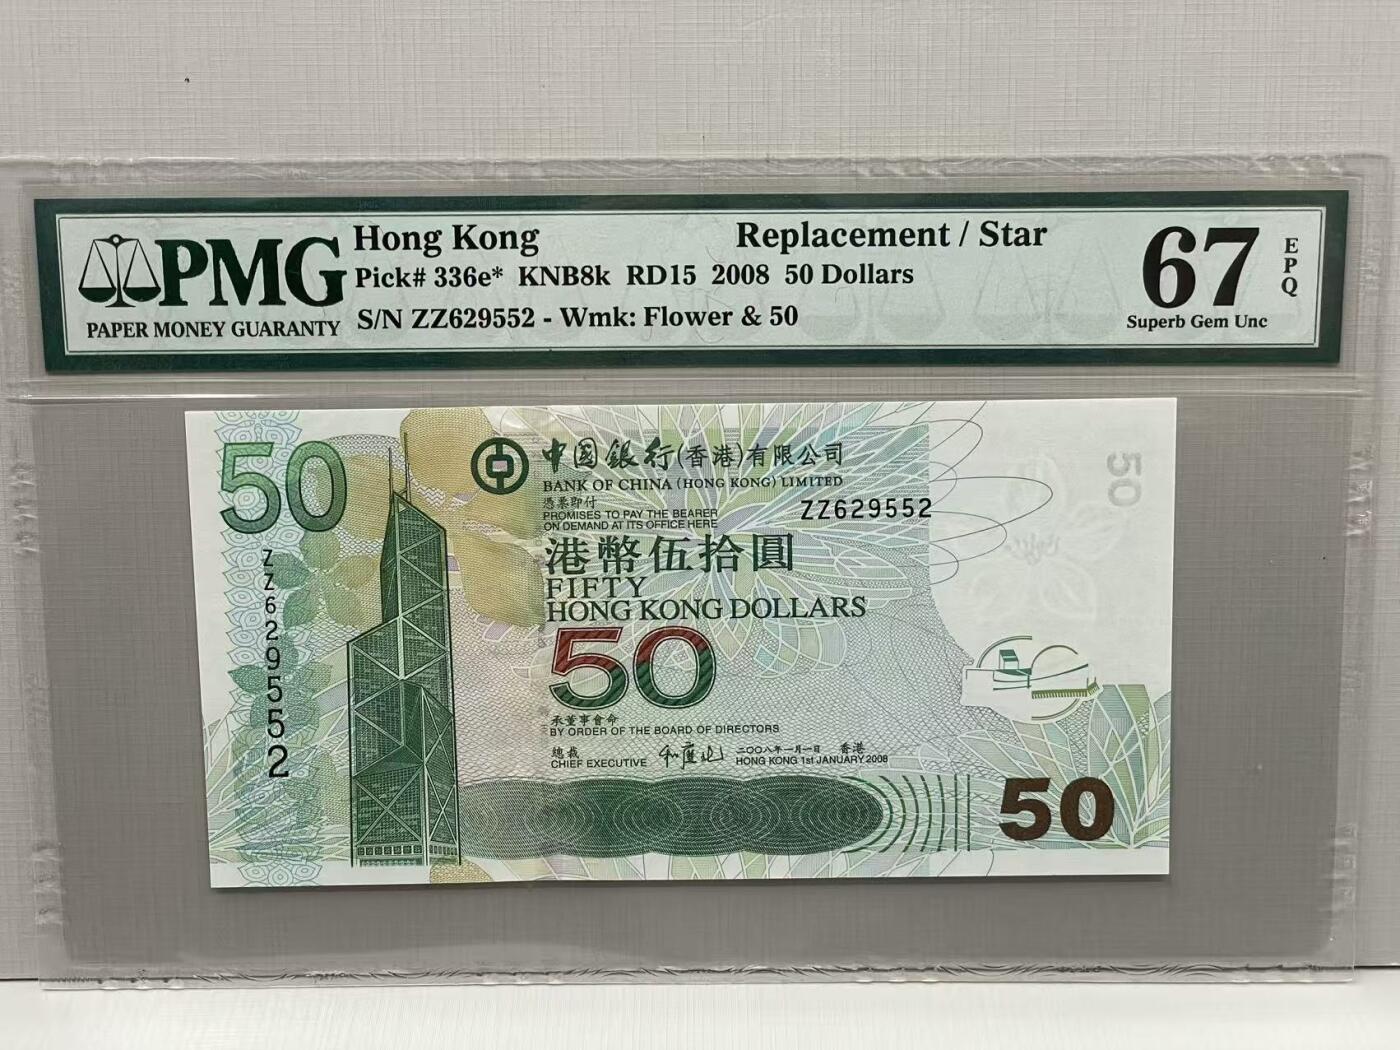 PMG
PAPER MONEY GUARANTY
Hong Kong
Replacement / Star
Pick# 336e* KNB8k RD15 2008 50 Dollars
S/N ZZ629552 - Wmk: Flower & 50
67
EPQ
Superb Gem Unc
50
中國銀行(香港)有限公司
BANK OF CHINA (HONG KONG) LIMITED
憑票即付
PROMISES TO PAY THE BEARER
ON DEMAND AT ITS OFFICE HERE
ZZ629552
50
ZZ629552
港幣伍拾圓
FIFTY
HONG KONG DOLLARS
50
承董事會命
BY ORDER OF THE BOARD OF DIRECTORS
總裁
CHIEF EXECUTIVE
二〇〇八年一月一日 香港
HONG KONG 1st JANUARY 2008
50